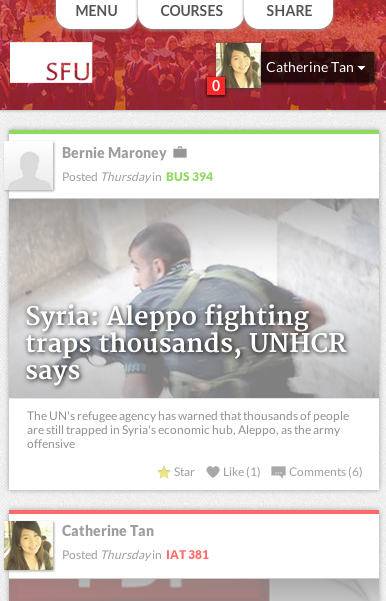 MENU COURSES SHARE
SFU
0 Catherine Tan
Bernie Maroney
Posted Thursday in BUS 394
Syria: Aleppo fighting
traps thousands, UNHCR
says
The UN's refugee agency has warned that thousands of people
are still trapped in Syria's economic hub, Aleppo, as the army
offensive
Star Like (1) Comments (6)
Catherine Tan
Posted Thursday in IAT 381